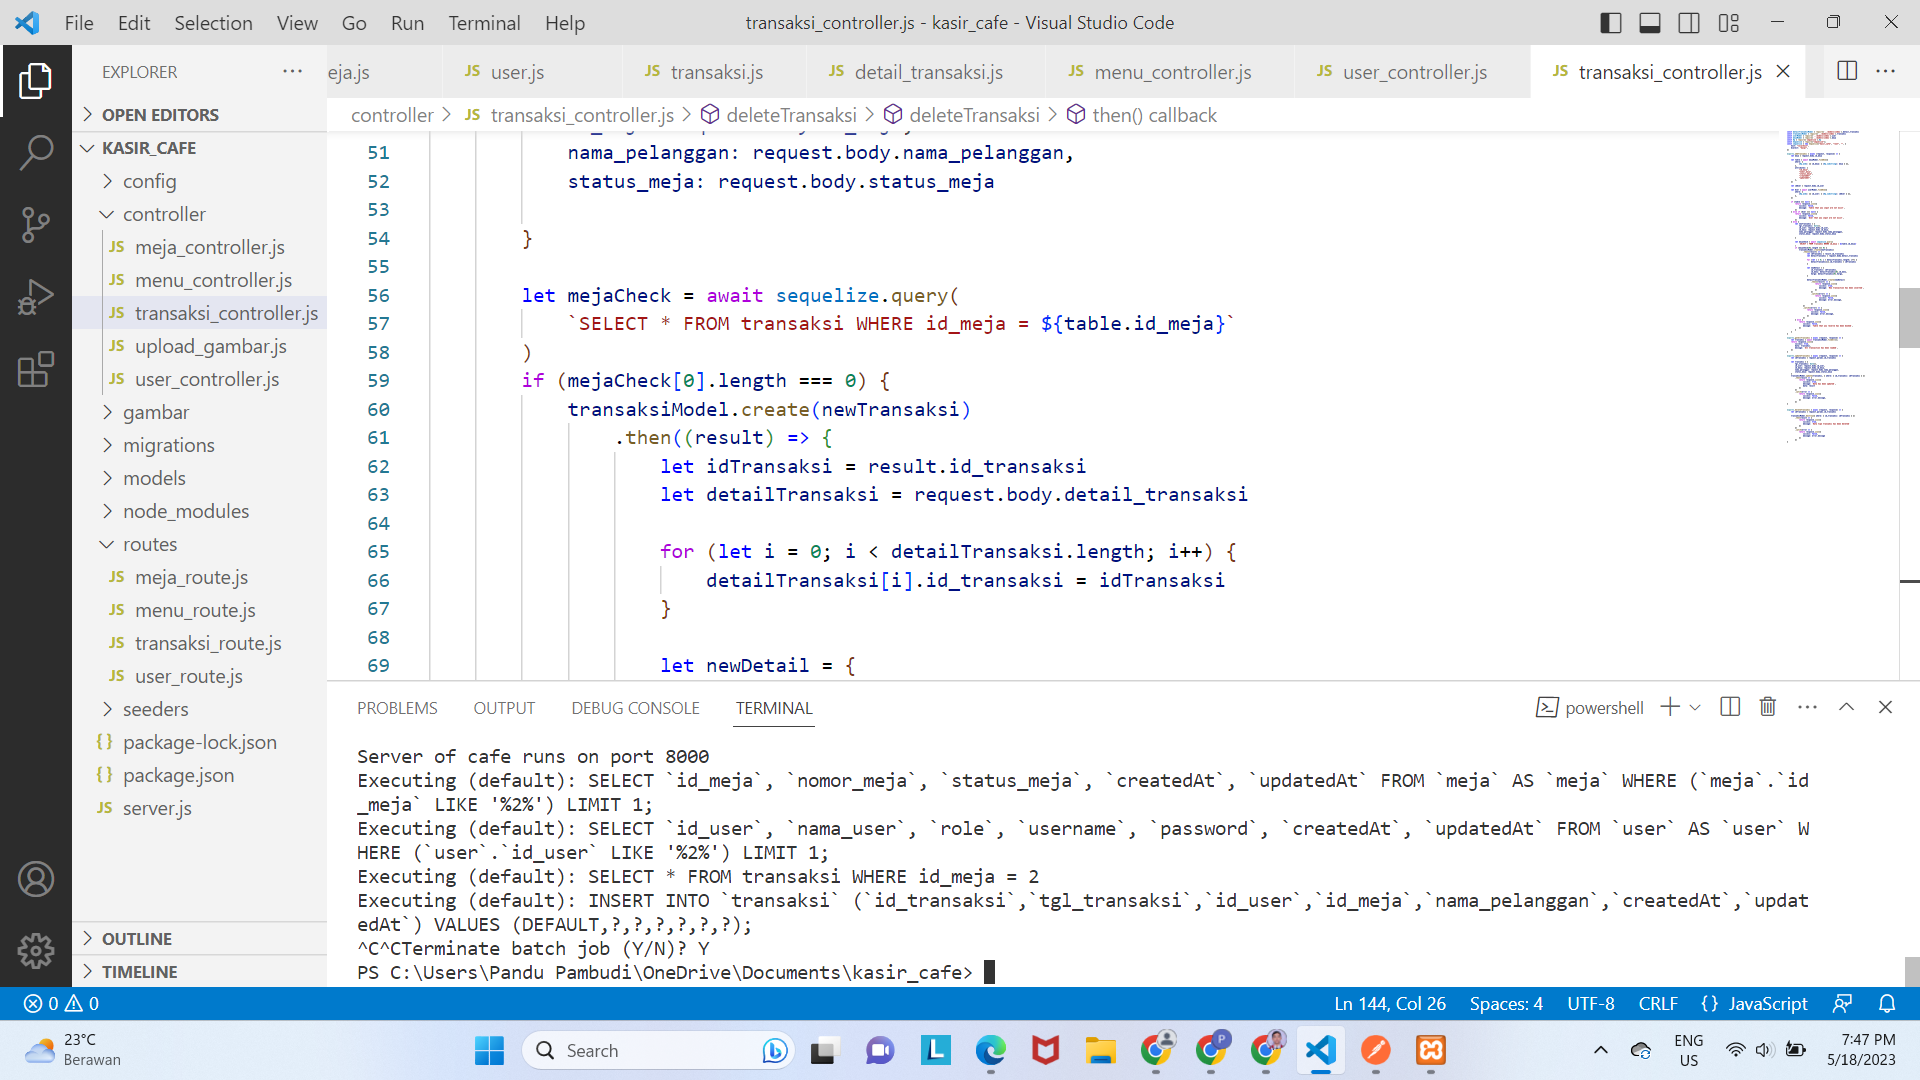 File Edit Selection View Go Run Terminal Help
transaksi_controller.js - kasir_cafe - Visual Studio Code
EXPLORER
eja.js
JS user.js
JS transaksi.js
JS detail_transaksi.js
JS menu_controller.js
JS user_controller.js
JS transaksi_controller.js
OPEN EDITORS
controller > JS transaksi_controller.js > deleteTransaksi > deleteTransaksi > then() callback
KASIR_CAFE
config
controller
JS meja_controller.js
JS menu_controller.js
JS transaksi_controller.js
JS upload_gambar.js
JS user_controller.js
gambar
migrations
models
node_modules
routes
JS meja_route.js
JS menu_route.js
JS transaksi_route.js
JS user_route.js
seeders
{} package-lock.json
{} package.json
JS server.js
OUTLINE
TIMELINE
51 nama_pelanggan: request.body.nama_pelanggan,
52 status_meja: request.body.status_meja
53
54 }
55
56 let mejaCheck = await sequelize.query(
57 `SELECT * FROM transaksi WHERE id_meja = ${table.id_meja}`
58 )
59 if (mejaCheck[0].length === 0) {
60 transaksiModel.create(newTransaksi)
61 .then((result) => {
62 let idTransaksi = result.id_transaksi
63 let detailTransaksi = request.body.detail_transaksi
64
65 for (let i = 0; i < detailTransaksi.length; i++) {
66 detailTransaksi[i].id_transaksi = idTransaksi
67 }
68
69 let newDetail = {
PROBLEMS OUTPUT DEBUG CONSOLE TERMINAL
powershell
Server of cafe runs on port 8000
Executing (default): SELECT `id_meja`, `nomor_meja`, `status_meja`, `createdAt`, `updatedAt` FROM `meja` AS `meja` WHERE (`meja`.`id
_meja` LIKE '%2%') LIMIT 1;
Executing (default): SELECT `id_user`, `nama_user`, `role`, `username`, `password`, `createdAt`, `updatedAt` FROM `user` AS `user` W
HERE (`user`.`id_user` LIKE '%2%') LIMIT 1;
Executing (default): SELECT * FROM transaksi WHERE id_meja = 2
Executing (default): INSERT INTO `transaksi` (`id_transaksi`,`tgl_transaksi`,`id_user`,`id_meja`,`nama_pelanggan`,`createdAt`,`updat
edAt`) VALUES (DEFAULT,?,?,?,?,?,?);
^C^CTerminate batch job (Y/N)? Y
PS C:\Users\Pandu Pambudi\OneDrive\Documents\kasir_cafe>
0 0
Ln 144, Col 26 Spaces: 4 UTF-8 CRLF {} JavaScript
23°C
Berawan
Search
ENG
US
7:47 PM
5/18/2023